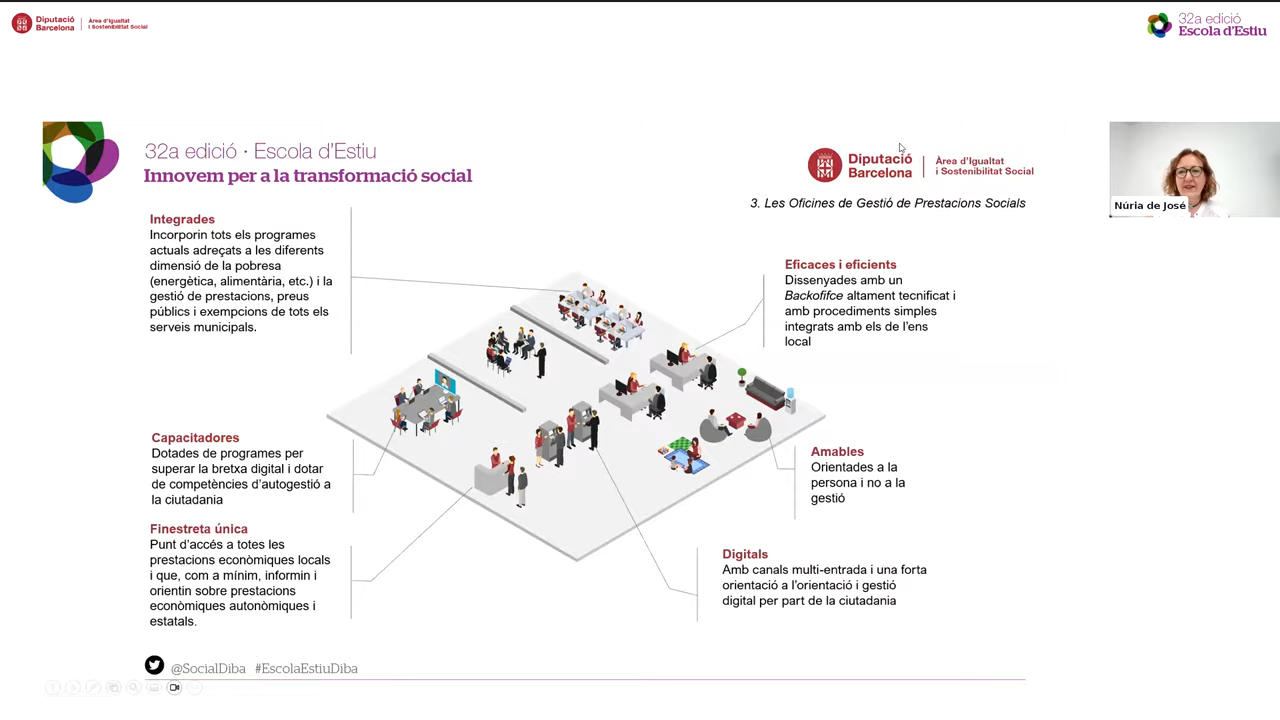 Diputació
Barcelona
Àrea d'Igualtat
i Sostenibilitat Social
32a edició
Escola d'Estiu
32a edició · Escola d'Estiu
Innovem per a la transformació social
Diputació
Barcelona
Àrea d'Igualtat
i Sostenibilitat Social
3. Les Oficines de Gestió de Prestacions Socials
Núria de José
Integrades
Incorporin tots els programes
actuals adreçats a les diferents
dimensió de la pobresa
(energètica, alimentària, etc.) i la
gestió de prestacions, preus
públics i exempcions de tots els
serveis municipals.
Eficaces i eficients
Dissenyades amb un
Backofifce altament tecnificat i
amb procediments simples
integrats amb els de l'ens
local
Capacitadores
Dotades de programes per
superar la bretxa digital i dotar
de competències d'autogestió a
la ciutadania
Amables
Orientades a la
persona i no a la
gestió
Finestreta única
Punt d'accés a totes les
prestacions econòmiques locals
i que, com a mínim, informin i
orientin sobre prestacions
econòmiques autonòmiques i
estatals.
Digitals
Amb canals multi-entrada i una forta
orientació a l'orientació i gestió
digital per part de la ciutadania
@SocialDiba #EscolaEstiuDiba